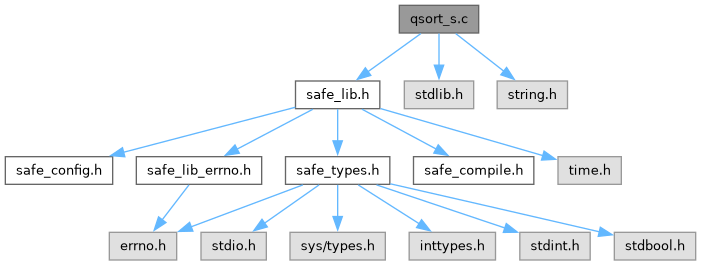 qsort_s.c
safe_lib.h
stdlib.h
string.h
safe_config.h
safe_lib_errno.h
safe_types.h
safe_compile.h
time.h
errno.h
stdio.h
sys/types.h
inttypes.h
stdint.h
stdbool.h